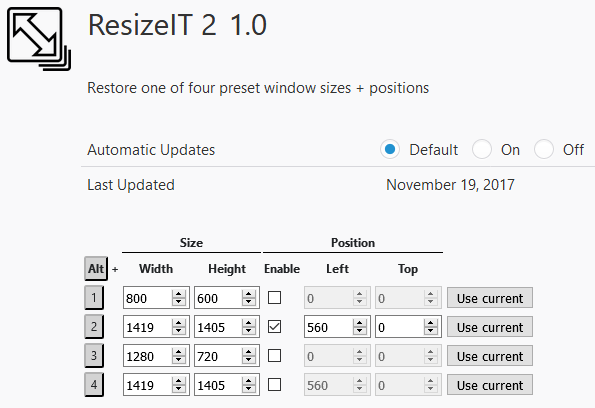 ResizeIT 2 1.0
Restore one of four preset window sizes + positions
Automatic Updates Default On Off
Last Updated November 19, 2017
Size Position
Alt + Width Height Enable Left Top
1 800 600 0 0 Use current
2 1419 1405 560 0 Use current
3 1280 720 0 0 Use current
4 1419 1405 560 0 Use current